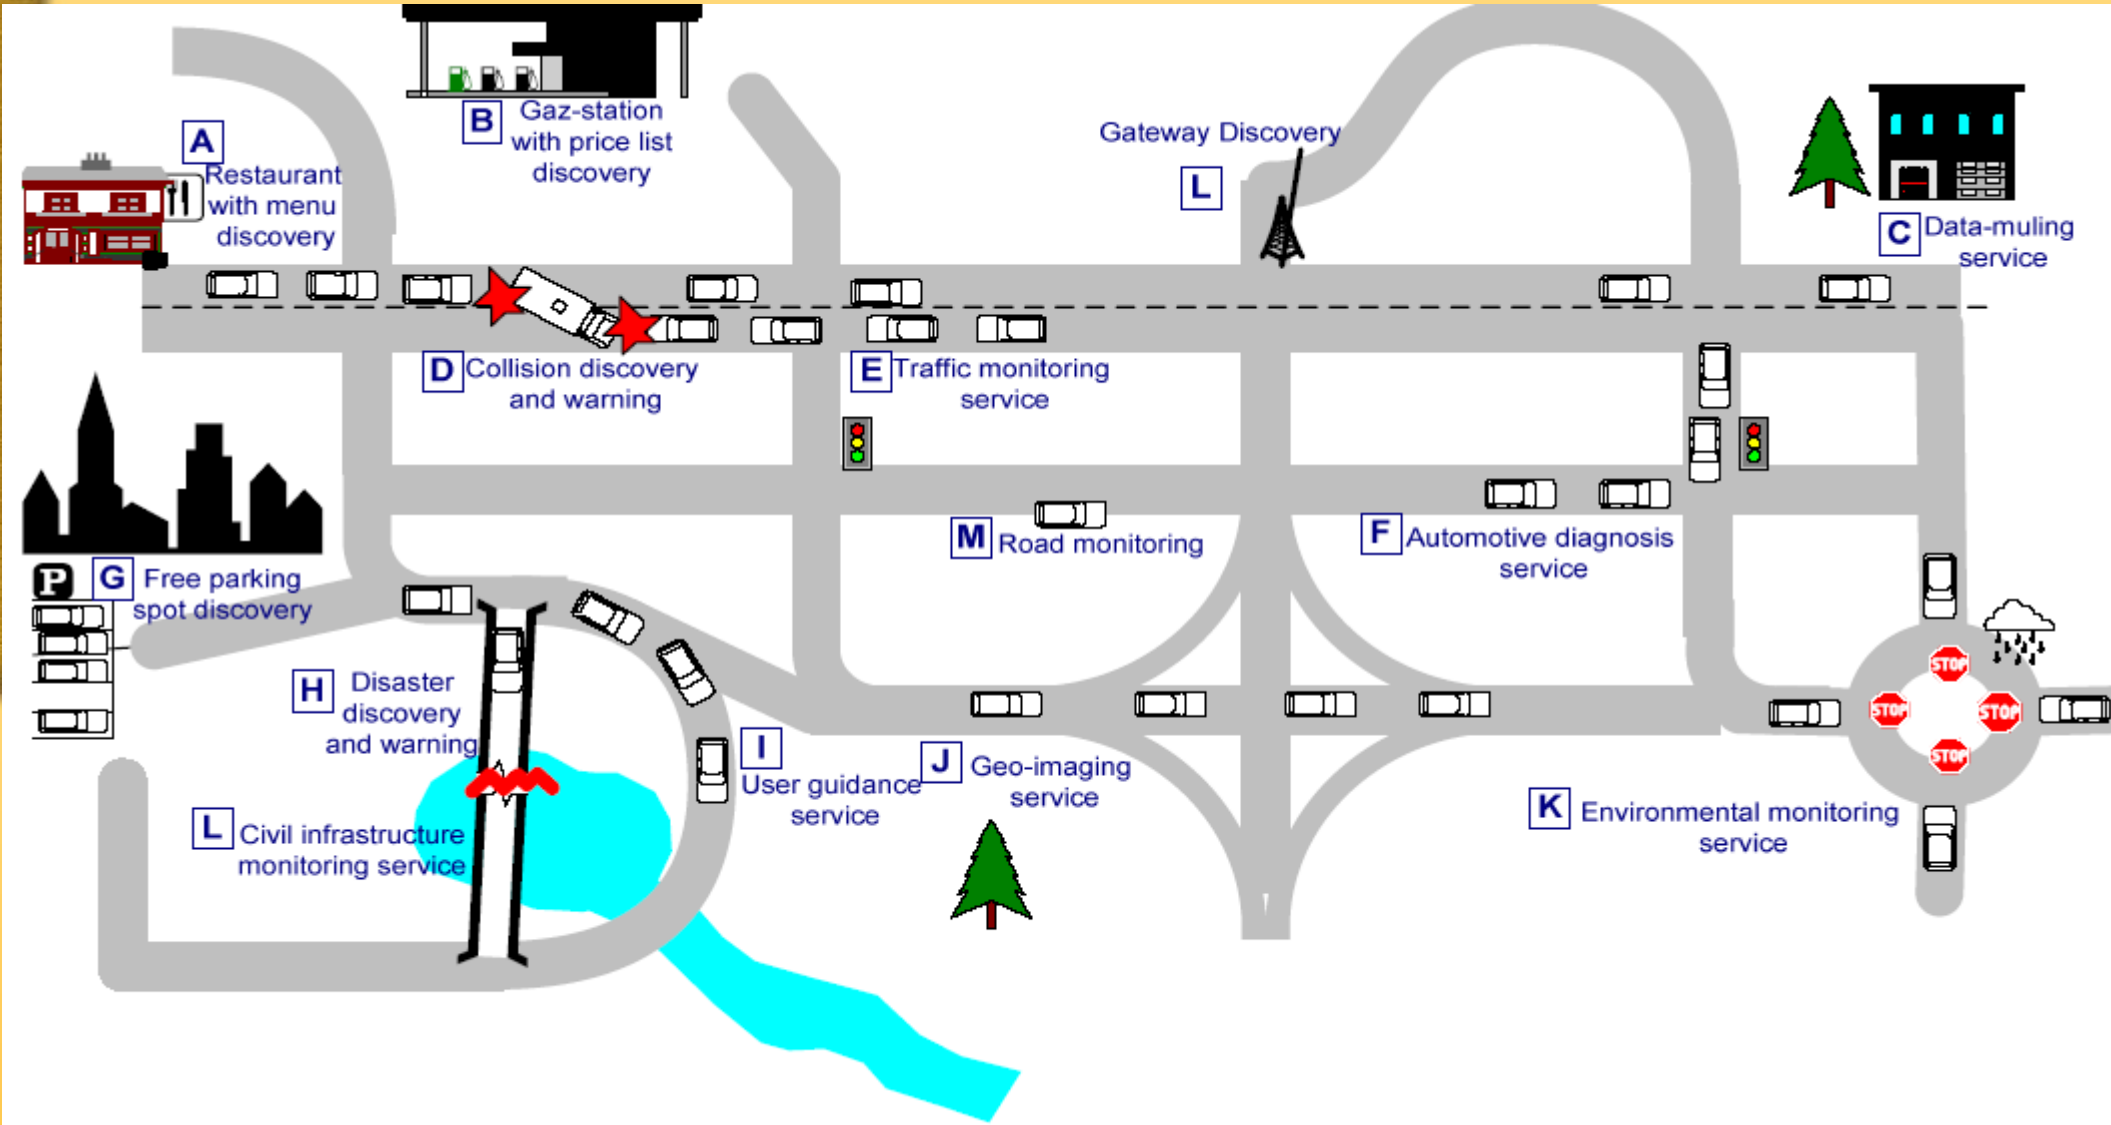 A
Restaurant
with menu
discovery
B
Gaz-station
with price list
discovery
Gateway Discovery
L
C
Data-muling
service
D
Collision discovery
and warning
E
Traffic monitoring
service
M
Road monitoring
F
Automotive diagnosis
service
P
G
Free parking
spot discovery
H
Disaster
discovery
and warning
I
User guidance
service
J
Geo-imaging
service
L
Civil infrastructure
monitoring service
K
Environmental monitoring
service
STOP
STOP
STOP
STOP